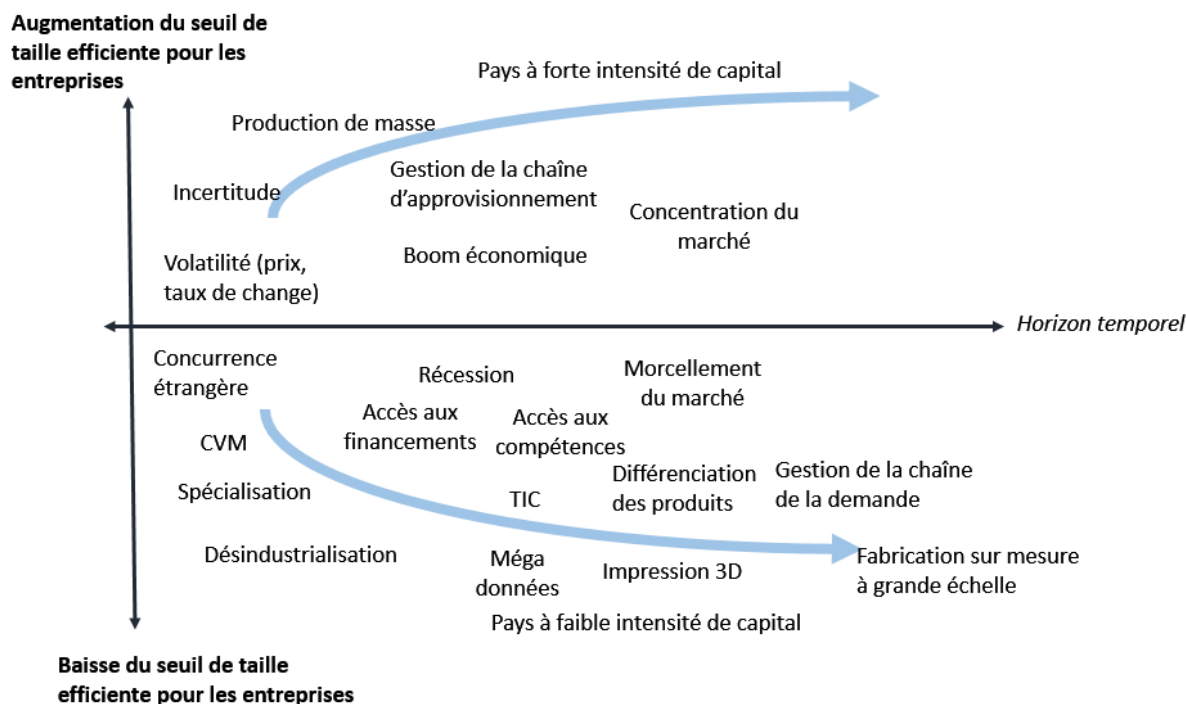 Augmentation du seuil de
taille efficiente pour les
entreprises
Pays à forte intensité de capital
Production de masse
Gestion de la chaîne
d'approvisionnement
Incertitude
Concentration du
marché
Boom économique
Volatilité (prix,
taux de change)
Horizon temporel
Concurrence
étrangère
Récession
Morcellement
du marché
Accès aux
financements
Accès aux
compétences
CVM
Différenciation
des produits
Gestion de la chaîne
de la demande
Spécialisation
TIC
Désindustrialisation
Méga
données
Impression 3D
Fabrication sur mesure
à grande échelle
Pays à faible intensité de capital
Baisse du seuil de taille
efficiente pour les entreprises